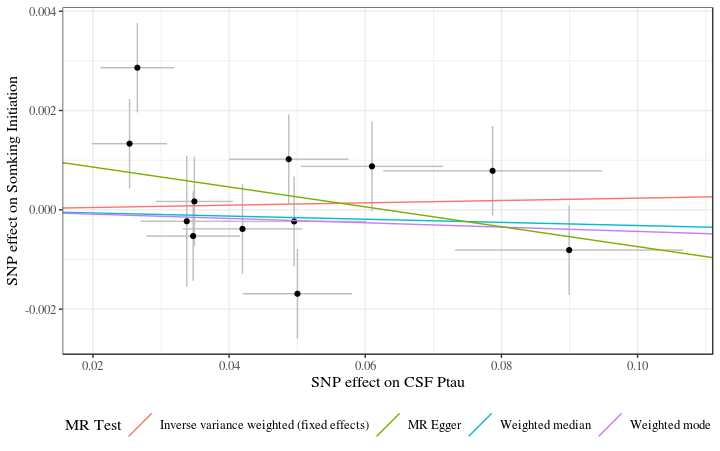 0.004
0.002
0.000
-0.002
SNP effect on Somking Initiation
0.02 0.04 0.06 0.08 0.10
SNP effect on CSF Ptau
MR Test Inverse variance weighted (fixed effects) MR Egger Weighted median Weighted mode